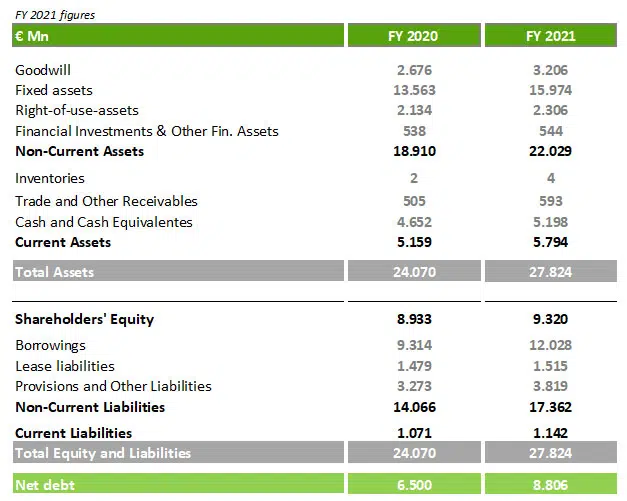 FY 2021 figures
€ Mn FY 2020 FY 2021
Goodwill 2.676 3.206
Fixed assets 13.563 15.974
Right-of-use-assets 2.134 2.306
Financial Investments & Other Fin. Assets 538 544
Non-Current Assets 18.910 22.029
Inventories 2 4
Trade and Other Receivables 505 593
Cash and Cash Equivalentes 4.652 5.198
Current Assets 5.159 5.794
Total Assets 24.070 27.824
Shareholders' Equity 8.933 9.320
Borrowings 9.314 12.028
Lease liabilities 1.479 1.515
Provisions and Other Liabilities 3.273 3.819
Non-Current Liabilities 14.066 17.362
Current Liabilities 1.071 1.142
Total Equity and Liabilities 24.070 27.824
Net debt 6.500 8.806